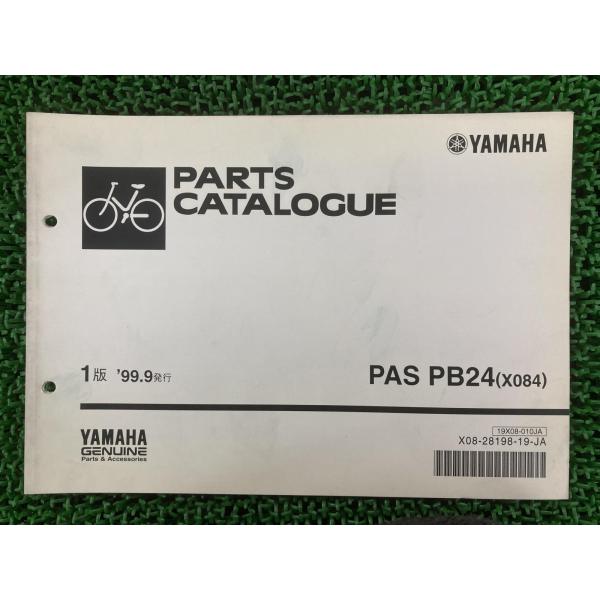 YAMAHA
PARTS
CATALOGUE
1版 '99.9発行
PAS PB24(X084)
19X08-010JA
X08-28198-19-JA
YAMAHA
GENUINE
Parts & Accessories